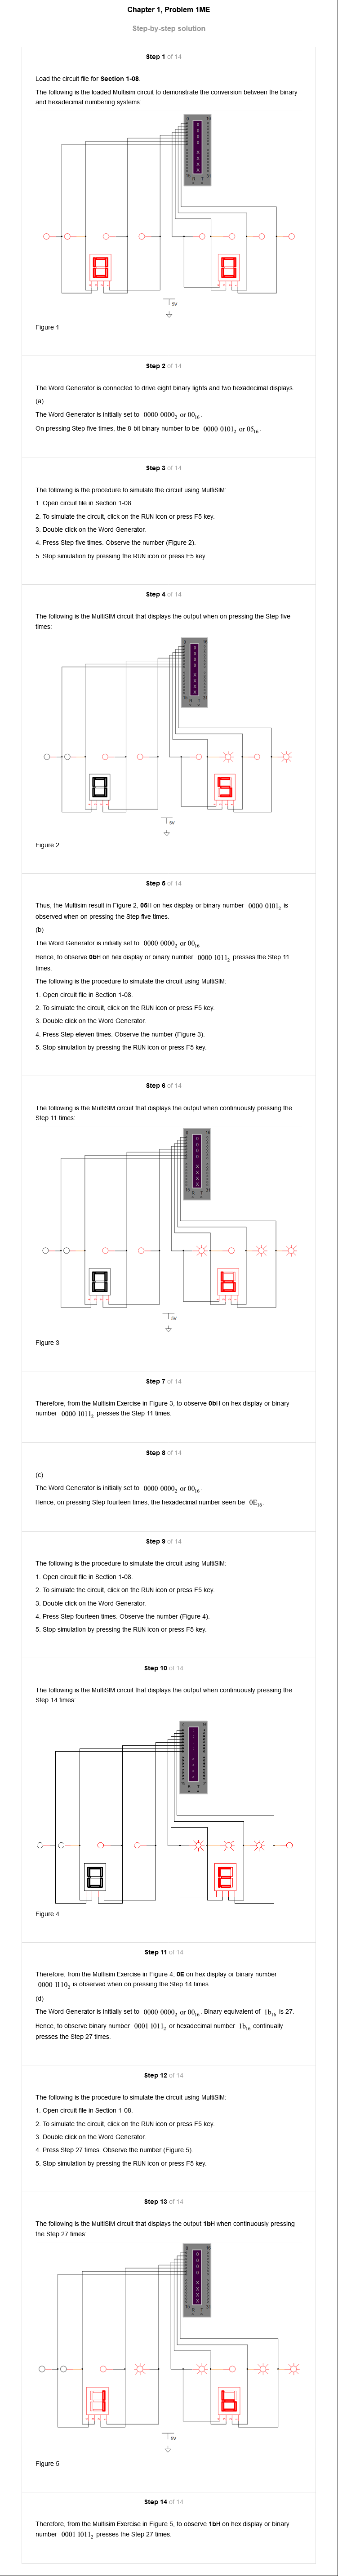 Chapter 1, Problem 1ME
Step-by-step solution
Step 1 of 14
Load the circuit file for Section 1-08.
The following is the loaded Multisim circuit to demonstrate the conversion between the binary
and hexadecimal numbering systems:
5V
Figure 1
Step 2 of 14
The Word Generator is connected to drive eight binary lights and two hexadecimal displays.
(a)
The Word Generator is initially set to 0000 0000₂ or 00₁₆.
On pressing Step five times, the 8-bit binary number to be 0000 0101₂ or 05₁₆.
Step 3 of 14
The following is the procedure to simulate the circuit using MultiSIM:
1. Open circuit file in Section 1-08.
2. To simulate the circuit, click on the RUN icon or press F5 key.
3. Double click on the Word Generator.
4. Press Step five times. Observe the number (Figure 2).
5. Stop simulation by pressing the RUN icon or press F5 key.
Step 4 of 14
The following is the MultiSIM circuit that displays the output when on pressing the Step five
times:
5V
Figure 2
Step 5 of 14
Thus, the Multisim result in Figure 2, 05H on hex display or binary number 0000 0101₂ is
observed when on pressing the Step five times.
(b)
The Word Generator is initially set to 0000 0000₂ or 00₁₆.
Hence, to observe 0bH on hex display or binary number 0000 1011₂ presses the Step 11
times.
The following is the procedure to simulate the circuit using MultiSIM:
1. Open circuit file in Section 1-08.
2. To simulate the circuit, click on the RUN icon or press F5 key.
3. Double click on the Word Generator.
4. Press Step eleven times. Observe the number (Figure 3).
5. Stop simulation by pressing the RUN icon or press F5 key.
Step 6 of 14
The following is the MultiSIM circuit that displays the output when continuously pressing the
Step 11 times:
5V
Figure 3
Step 7 of 14
Therefore, from the Multisim Exercise in Figure 3, to observe 0bH on hex display or binary
number 0000 1011₂ presses the Step 11 times.
Step 8 of 14
(c)
The Word Generator is initially set to 0000 0000₂ or 00₁₆.
Hence, on pressing Step fourteen times, the hexadecimal number seen be 0E₁₆.
Step 9 of 14
The following is the procedure to simulate the circuit using MultiSIM:
1. Open circuit file in Section 1-08.
2. To simulate the circuit, click on the RUN icon or press F5 key.
3. Double click on the Word Generator.
4. Press Step fourteen times. Observe the number (Figure 4).
5. Stop simulation by pressing the RUN icon or press F5 key.
Step 10 of 14
The following is the MultiSIM circuit that displays the output when continuously pressing the
Step 14 times:
Figure 4
Step 11 of 14
Therefore, from the Multisim Exercise in Figure 4, 0E on hex display or binary number
0000 1110₂ is observed when on pressing the Step 14 times.
(d)
The Word Generator is initially set to 0000 0000₂ or 00₁₆. Binary equivalent of 1b₁₆ is 27.
Hence, to observe binary number 0001 1011₂ or hexadecimal number 1b₁₆ continually
presses the Step 27 times.
Step 12 of 14
The following is the procedure to simulate the circuit using MultiSIM:
1. Open circuit file in Section 1-08.
2. To simulate the circuit, click on the RUN icon or press F5 key.
3. Double click on the Word Generator.
4. Press Step 27 times. Observe the number (Figure 5).
5. Stop simulation by pressing the RUN icon or press F5 key.
Step 13 of 14
The following is the MultiSIM circuit that displays the output 1bH when continuously pressing
the Step 27 times:
5V
Figure 5
Step 14 of 14
Therefore, from the Multisim Exercise in Figure 5, to observe 1bH on hex display or binary
number 0001 1011₂ presses the Step 27 times.